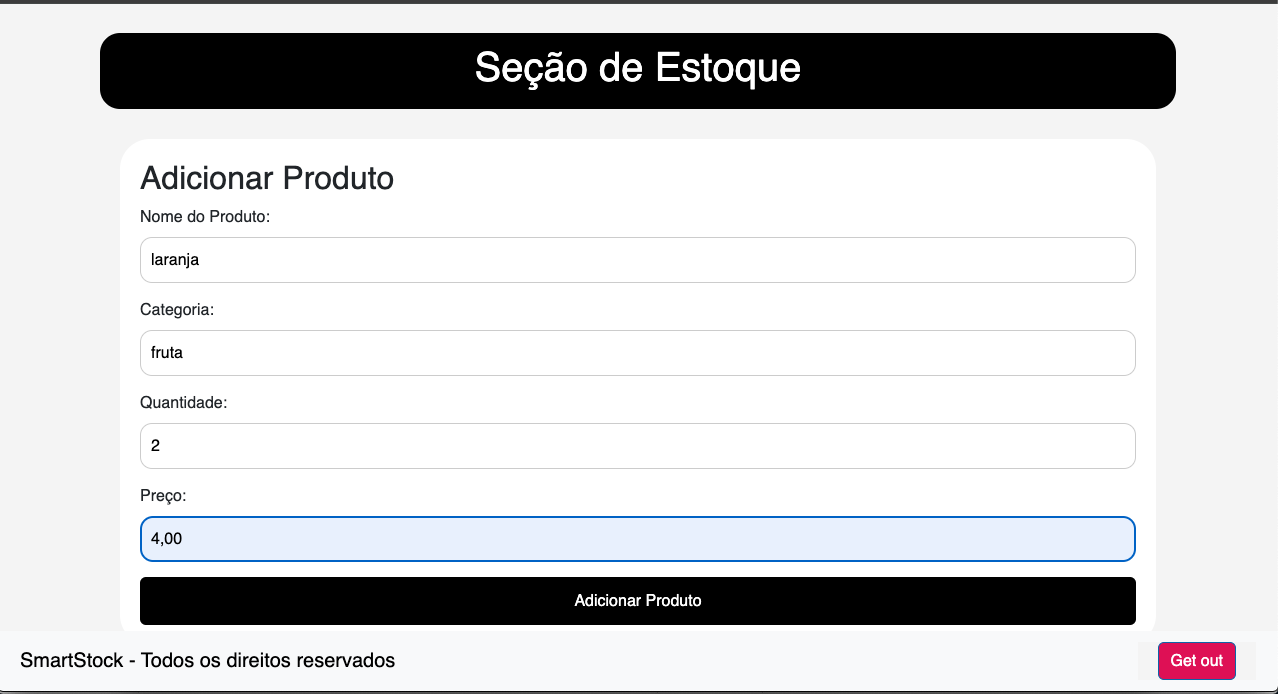 Seção de Estoque
Adicionar Produto
Nome do Produto:
laranja
Categoria:
fruta
Quantidade:
2
Preço:
4,00
Adicionar Produto
SmartStock - Todos os direitos reservados
Get out